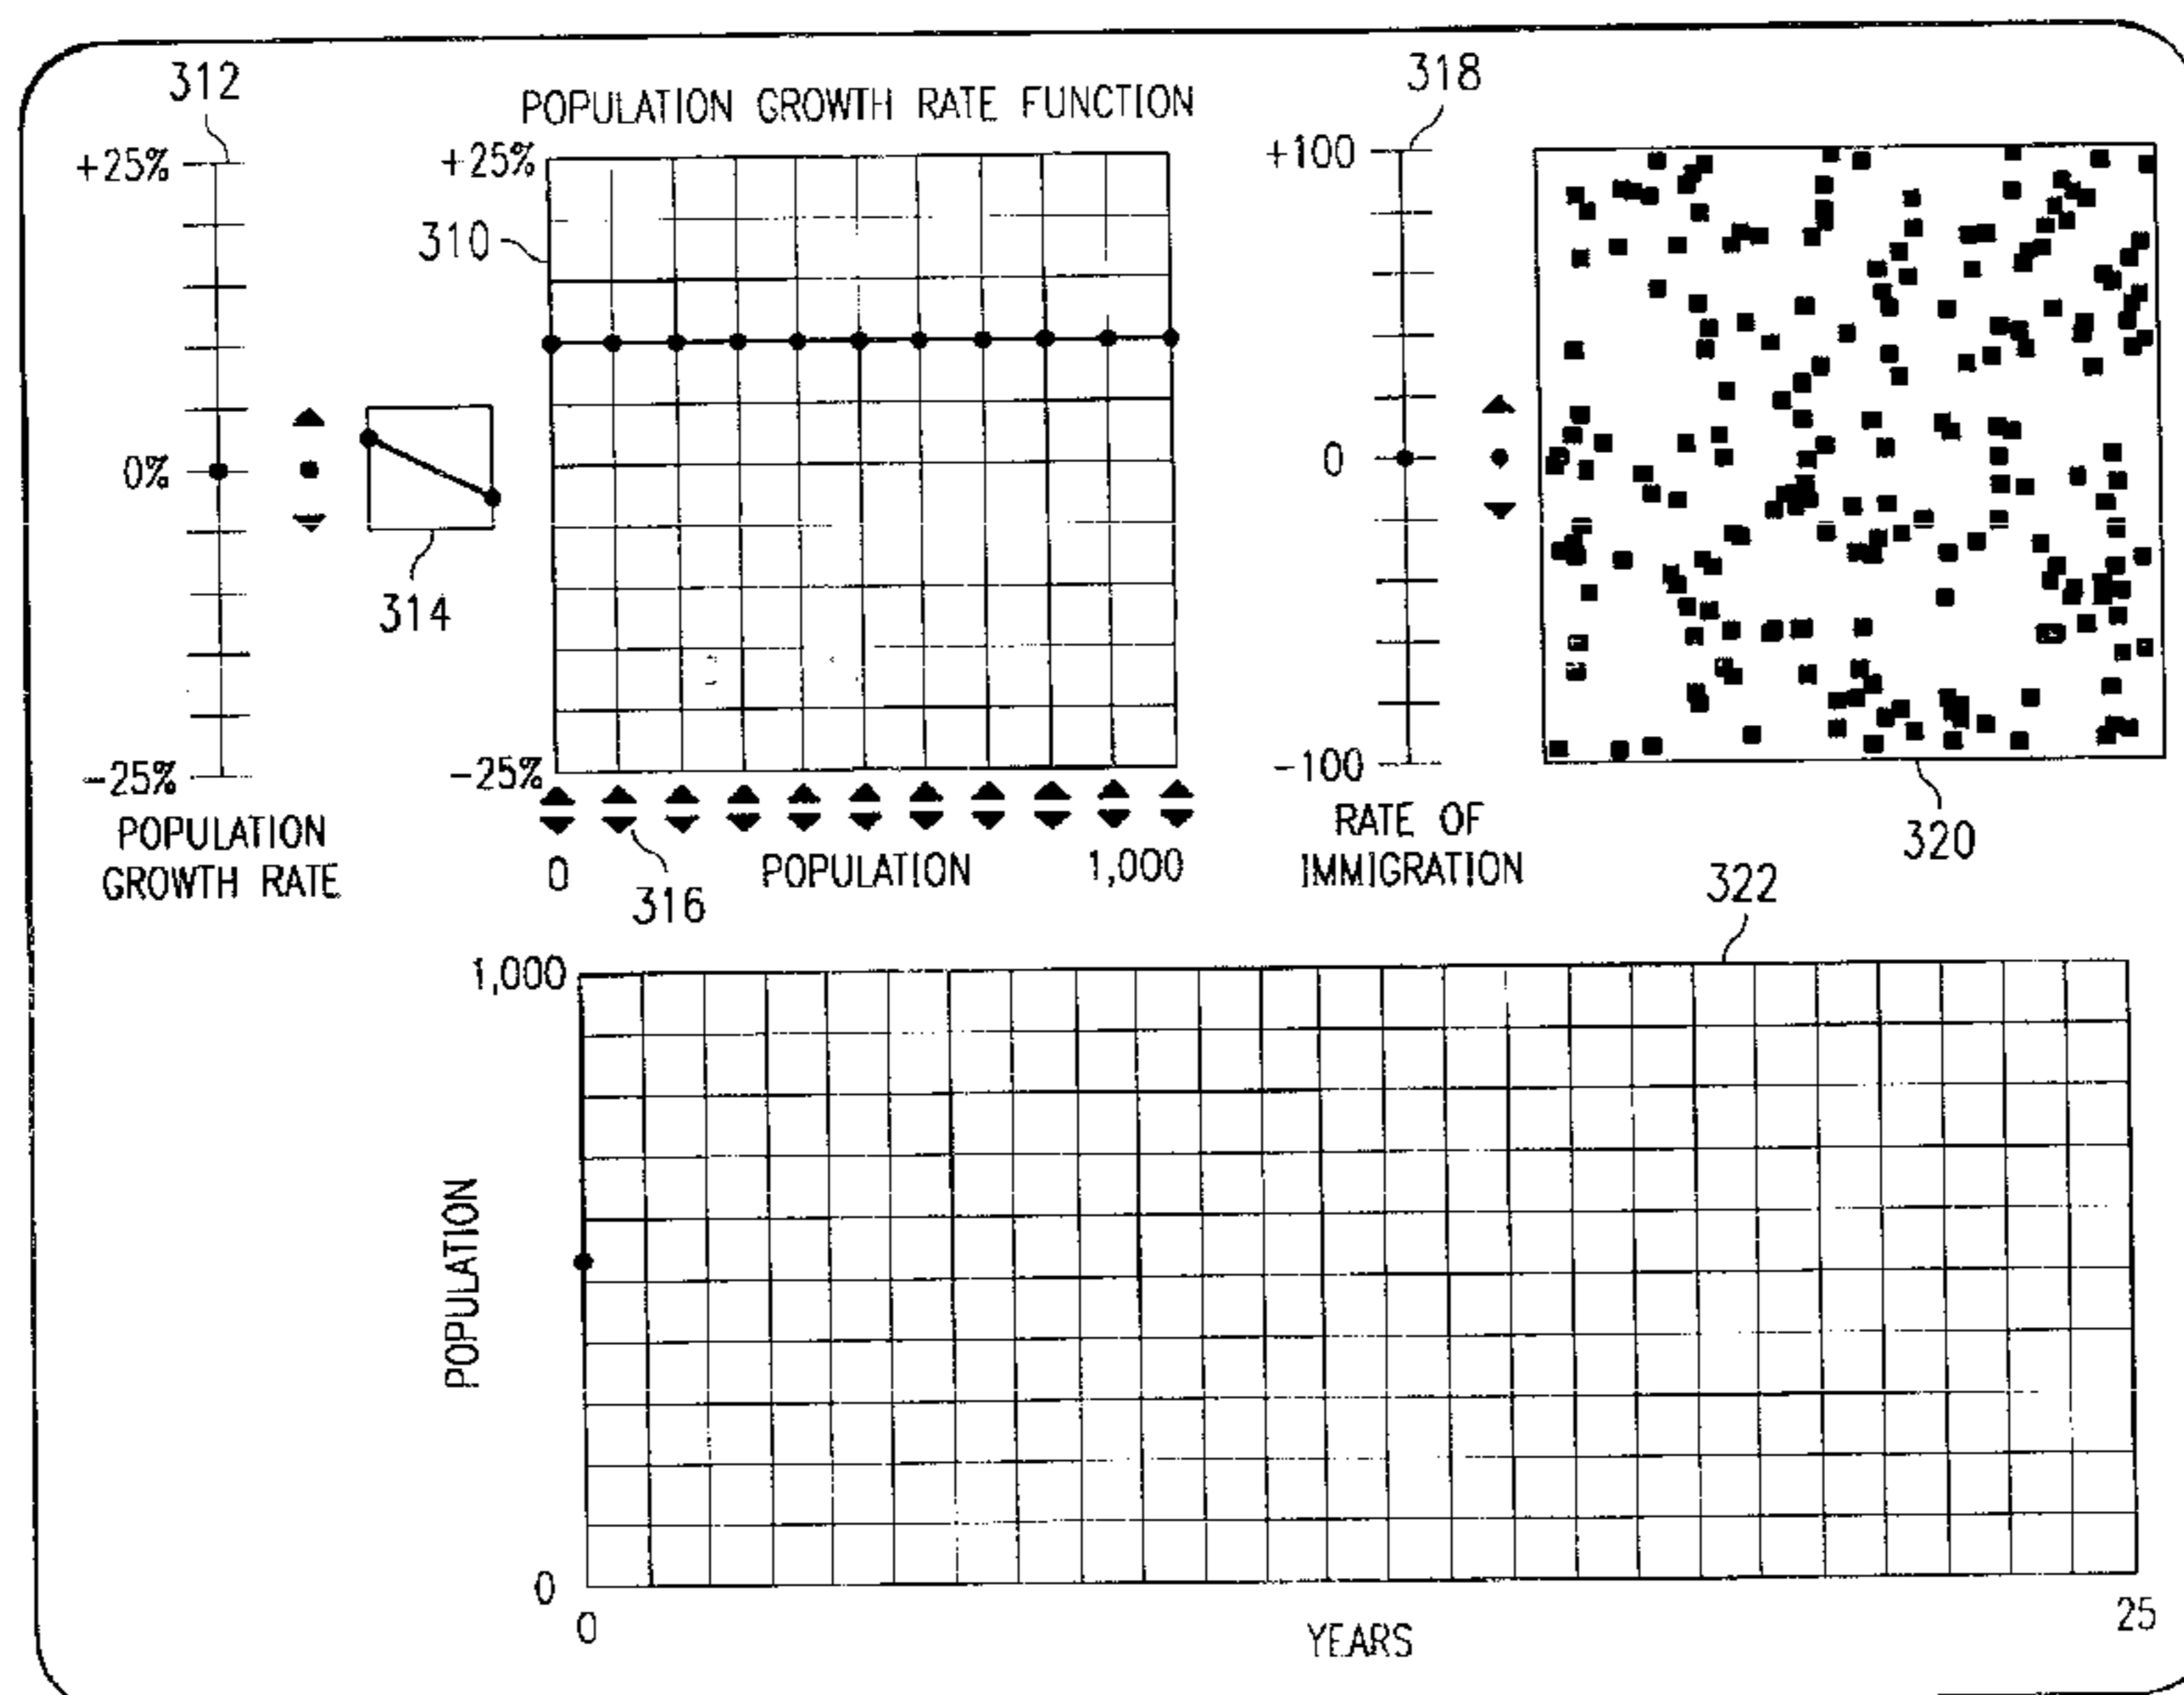 312
318
POPULATION GROWTH RATE FUNCTION
+25%
+25%
+100
310
0%
0
314
-25%
-25%
-100
POPULATION
GROWTH RATE
0
POPULATION
1,000
316
RATE OF
IMMIGRATION
320
322
1,000
POPULATION
0
0
YEARS
25